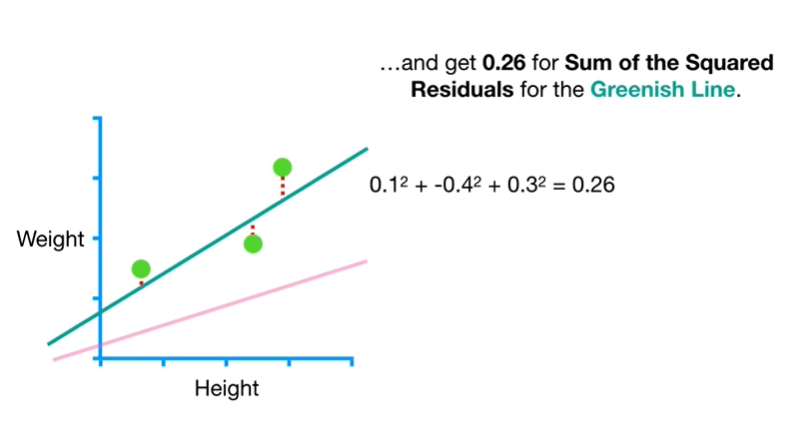 …and get 0.26 for Sum of the Squared
Residuals for the Greenish Line.
0.1² + -0.4² + 0.3² = 0.26
Weight
Height